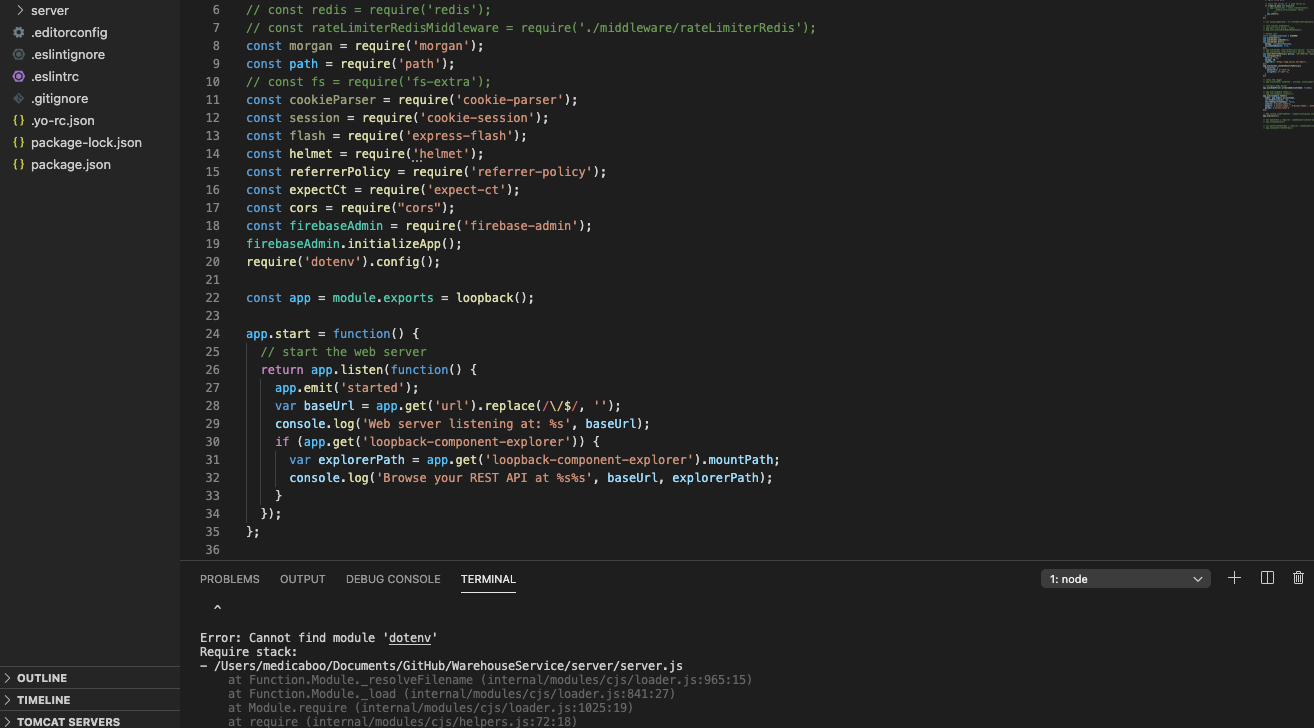 server
.editorconfig
.eslintignore
.eslintrc
.gitignore
{} .yo-rc.json
{} package-lock.json
{} package.json
OUTLINE
TIMELINE
TOMCAT SERVERS
6 // const redis = require('redis');
7 // const rateLimiterRedisMiddleware = require('./middleware/rateLimiterRedis');
8 const morgan = require('morgan');
9 const path = require('path');
10 // const fs = require('fs-extra');
11 const cookieParser = require('cookie-parser');
12 const session = require('cookie-session');
13 const flash = require('express-flash');
14 const helmet = require('helmet');
15 const referrerPolicy = require('referrer-policy');
16 const expectCt = require('expect-ct');
17 const cors = require("cors");
18 const firebaseAdmin = require('firebase-admin');
19 firebaseAdmin.initializeApp();
20 require('dotenv').config();
21
22 const app = module.exports = loopback();
23
24 app.start = function() {
25 // start the web server
26 return app.listen(function() {
27 app.emit('started');
28 var baseUrl = app.get('url').replace(/\/$/, '');
29 console.log('Web server listening at: %s', baseUrl);
30 if (app.get('loopback-component-explorer')) {
31 var explorerPath = app.get('loopback-component-explorer').mountPath;
32 console.log('Browse your REST API at %s%s', baseUrl, explorerPath);
33 }
34 });
35 };
36
PROBLEMS OUTPUT DEBUG CONSOLE TERMINAL 1: node
^
Error: Cannot find module 'dotenv'
Require stack:
- /Users/medicaboo/Documents/GitHub/WarehouseService/server/server.js
at Function.Module._resolveFilename (internal/modules/cjs/loader.js:965:15)
at Function.Module._load (internal/modules/cjs/loader.js:841:27)
at Module.require (internal/modules/cjs/loader.js:1025:19)
at require (internal/modules/cjs/helpers.js:72:18)